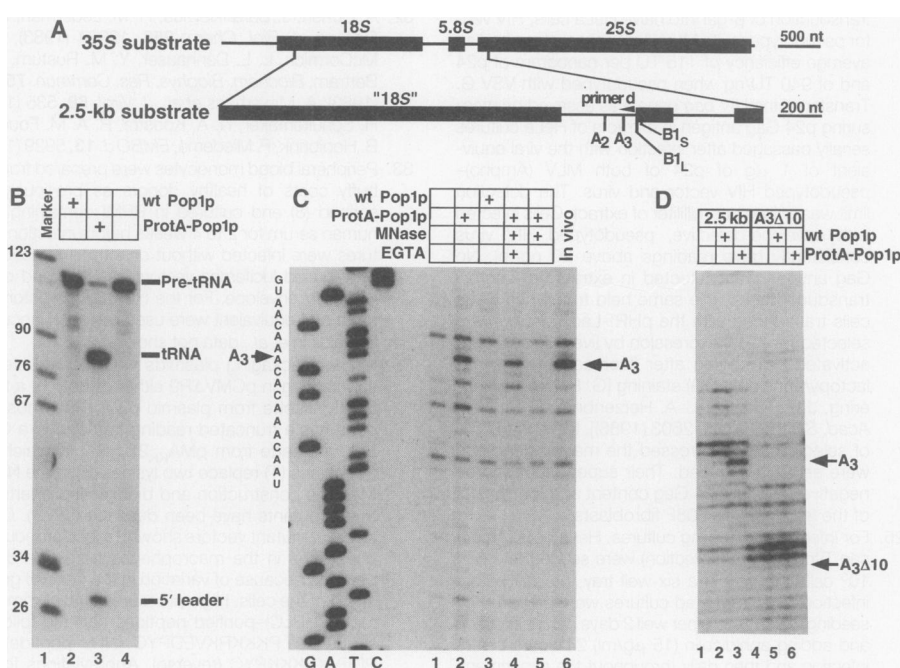 A
18S 5.8S 25S
35S substrate
500 nt
"18S"
primer d
2.5-kb substrate
200 nt
A₂ A₃ B1S
B1L
B
Marker
+ wt Pop1p
+ ProtA-Pop1p
123
90
76
67
34
26
Pre-tRNA
tRNA
5' leader
1 2 3 4
C
+ wt Pop1p
+ + + ProtA-Pop1p
+ + MNase
+ + EGTA
In vivo
A₃
A₃
G A T C 1 2 3 4 5 6
D
2.5 kb A3Δ10
+ + wt Pop1p
+ + ProtA-Pop1p
A₃
A₃Δ10
1 2 3 4 5 6